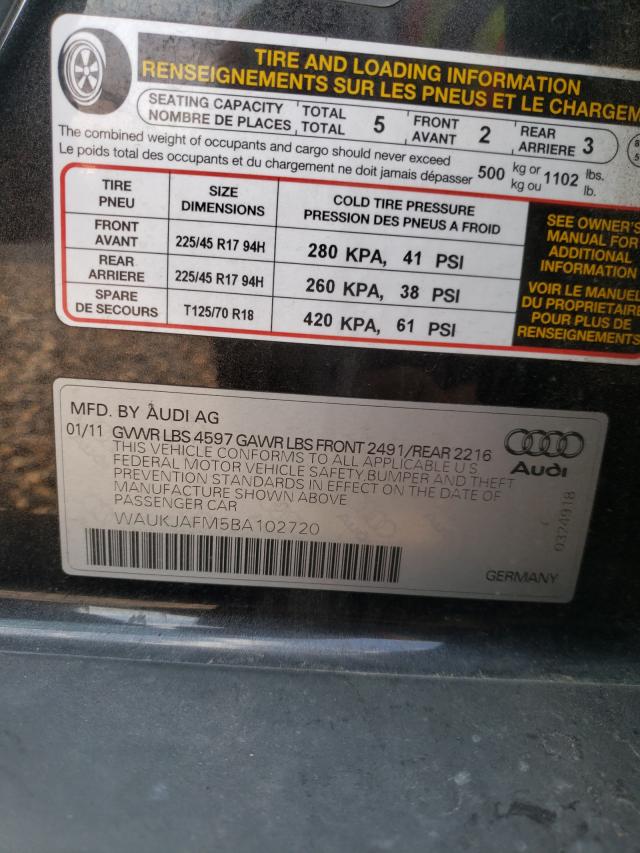 TIRE AND LOADING INFORMATION
RENSEIGNEMENTS SUR LES PNEUS ET LE CHARGEM
SEATING CAPACITY TOTAL 5 FRONT 2 REAR 3
NOMBRE DE PLACES TOTAL AVANT ARRIERE
The combined weight of occupants and cargo should never exceed 500 kg or 1102 lbs.
Le poids total des occupants et du chargement ne doit jamais dépasser kg ou lb.
TIRE SIZE COLD TIRE PRESSURE
PNEU DIMENSIONS PRESSION DES PNEUS A FROID
FRONT
AVANT 225/45 R17 94H 280 KPA, 41 PSI
REAR
ARRIERE 225/45 R17 94H 260 KPA, 38 PSI
SPARE
DE SECOURS T125/70 R18 420 KPA, 61 PSI
SEE OWNER'S
MANUAL FOR
ADDITIONAL
INFORMATION
VOIR LE MANUEL
DU PROPRIETAIRE
POUR PLUS DE
RENSEIGNEMENTS
MFD. BY AUDI AG
01/11 GVWR LBS 4597 GAWR LBS FRONT 2491/REAR 2216
THIS VEHICLE CONFORMS TO ALL APPLICABLE U S
FEDERAL MOTOR VEHICLE SAFETY, BUMPER AND THEFT
PREVENTION STANDARDS IN EFFECT ON THE DATE OF
MANUFACTURE SHOWN ABOVE
PASSENGER CAR
WAUKJAFM5BA102720
Audi
0324918
GERMANY